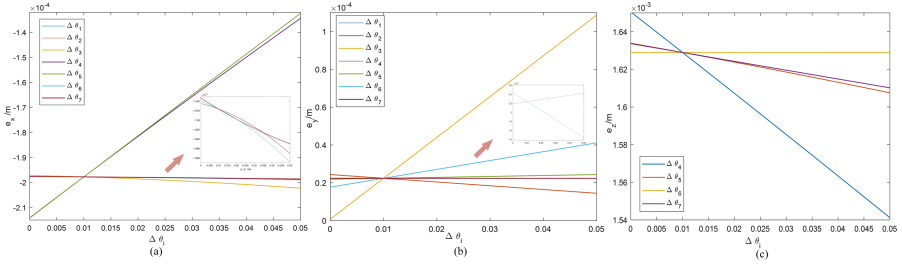 ×10⁻⁴
-1.4
-1.5
-1.6
-1.7
-1.8
-1.9
-2
-2.1
e_x/m
Δ θ₁
Δ θ₂
Δ θ₃
Δ θ₄
Δ θ₅
Δ θ₆
Δ θ₇
0 0.005 0.01 0.015 0.02 0.025 0.03 0.035 0.04 0.045 0.05
Δ θᵢ
(a)
×10⁻⁴
1
0.8
0.6
0.4
0.2
0
e_y/m
Δ θ₁
Δ θ₂
Δ θ₃
Δ θ₄
Δ θ₅
Δ θ₆
Δ θ₇
0 0.01 0.02 0.03 0.04 0.05
Δ θᵢ
(b)
×10⁻³
1.64
1.62
1.6
1.58
1.56
1.54
e_z/m
Δ θ₄
Δ θ₅
Δ θ₆
Δ θ₇
0 0.005 0.01 0.015 0.02 0.025 0.03 0.035 0.04 0.045 0.05
Δ θᵢ
(c)